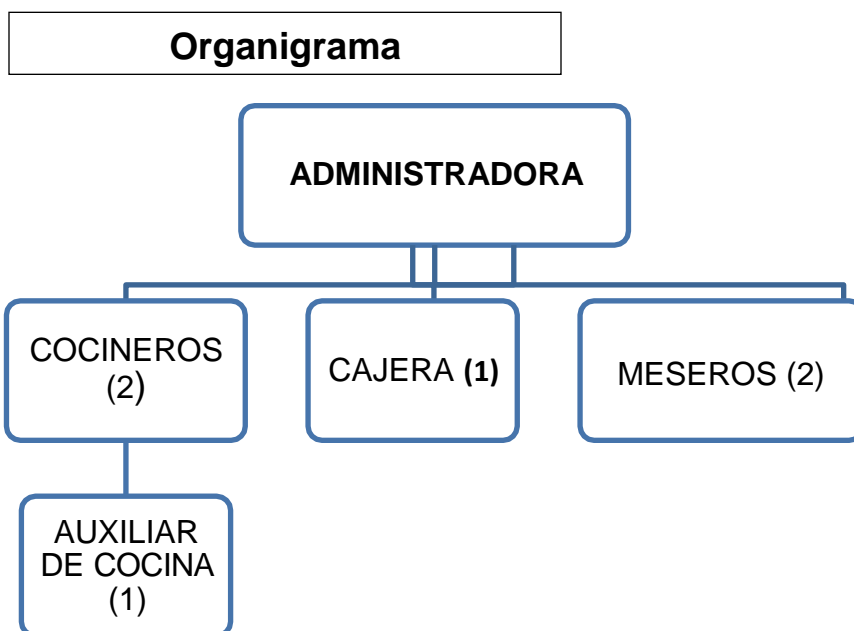 Organigrama
ADMINISTRADORA
COCINEROS
(2)
CAJERA (1)
MESEROS (2)
AUXILIAR
DE COCINA
(1)